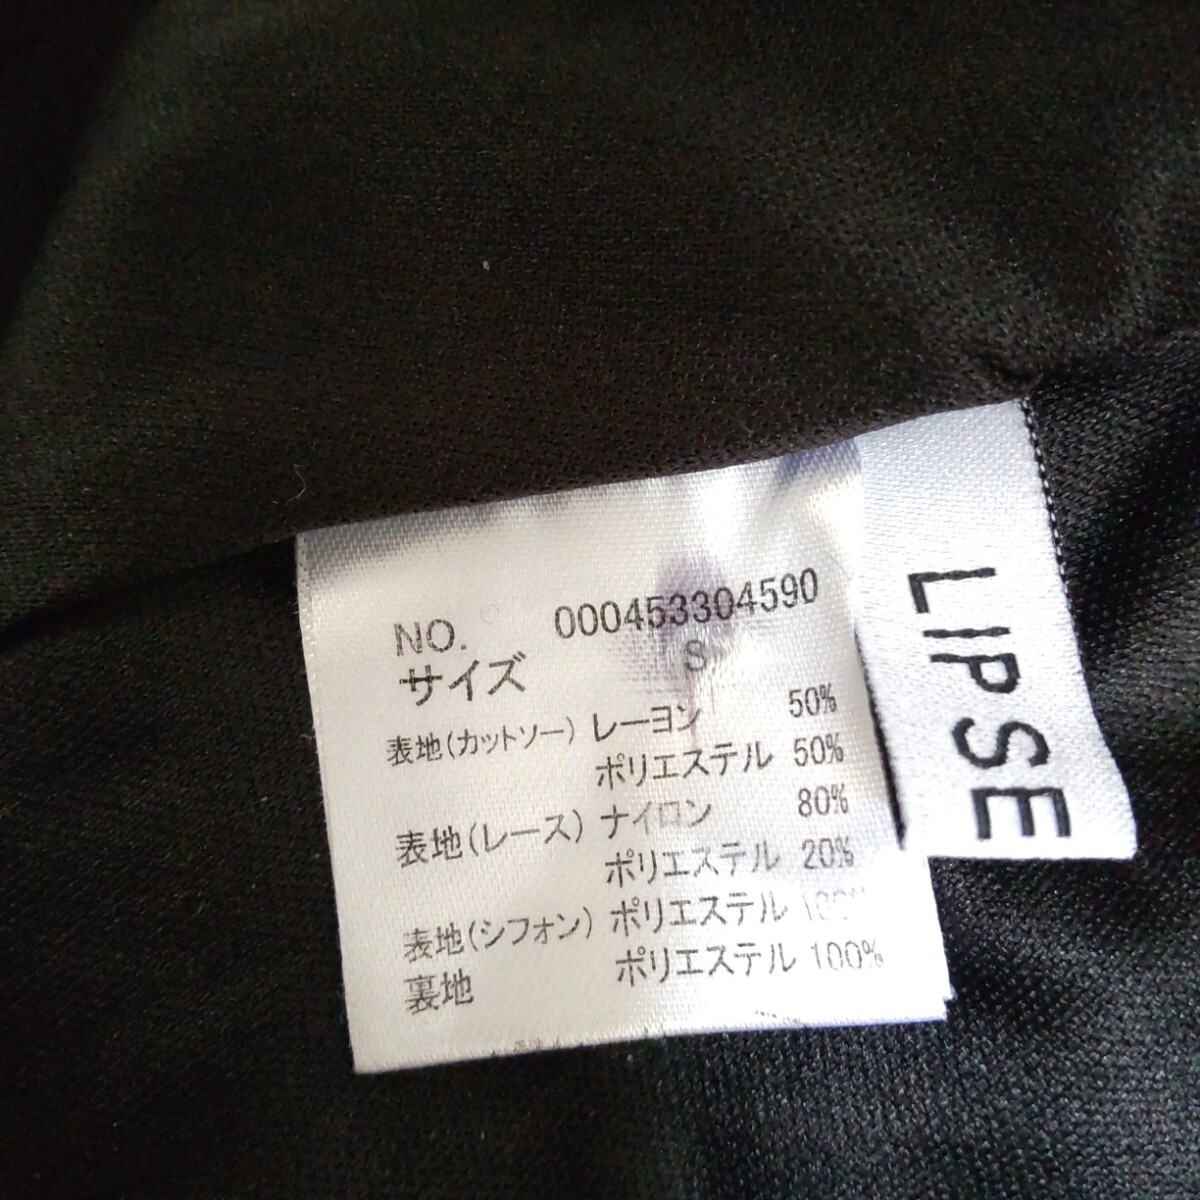 NO. 000453304590
サイズ S
表地(カットソー) レーヨン 50%
ポリエステル 50%
表地(レース) ナイロン 80%
ポリエステル 20%
表地(シフォン) ポリエステル 100%
裏地 ポリエステル 100%
LIPSE